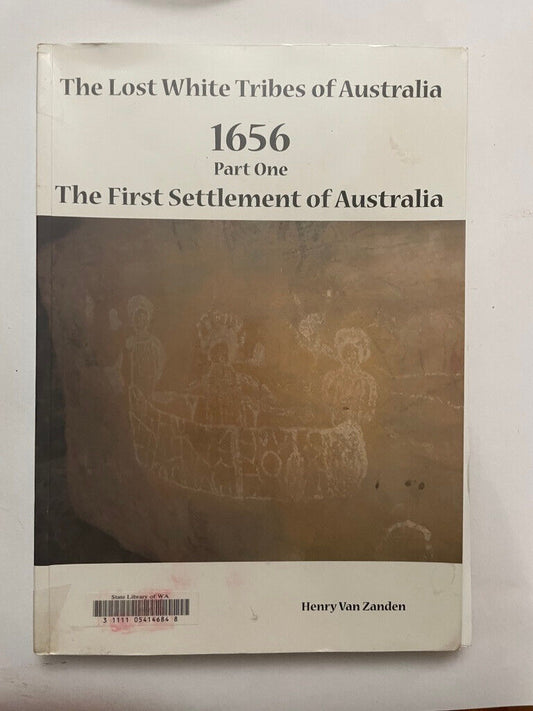 The Lost White Tribes of Australia
1656
Part One
The First Settlement of Australia
State Library of WA
3 1111 05414684 8
Henry Van Zanden